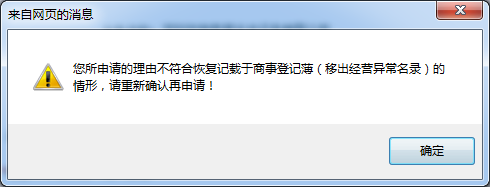 来自网页的消息
您所申请的理由不符合恢复记载于商事登记薄（移出经营异常名录）的
情形，请重新确认再申请！
确定